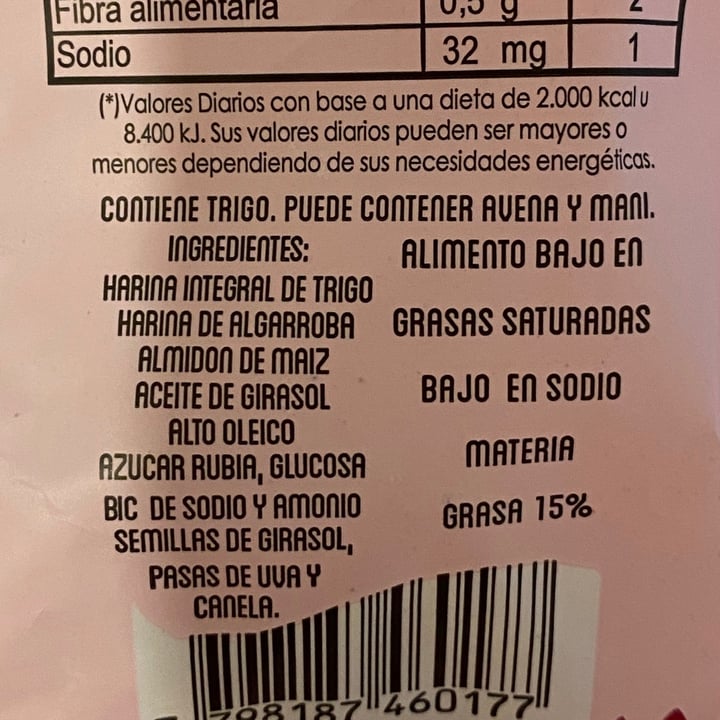 Fibra alimentaria 0,5 g 2
Sodio 32 mg 1
(*)Valores Diarios con base a una dieta de 2.000 kcal u
8.400 kJ. Sus valores diarios pueden ser mayores o
menores dependiendo de sus necesidades energéticas.
CONTIENE TRIGO. PUEDE CONTENER AVENA Y MANI.
INGREDIENTES:
HARINA INTEGRAL DE TRIGO
HARINA DE ALGARROBA
ALMIDON DE MAIZ
ACEITE DE GIRASOL
ALTO OLEICO
AZUCAR RUBIA, GLUCOSA
BIC DE SODIO Y AMONIO
SEMILLAS DE GIRASOL,
PASAS DE UVA Y
CANELA.
ALIMENTO BAJO EN
GRASAS SATURADAS
BAJO EN SODIO
MATERIA
GRASA 15%
798187 460177